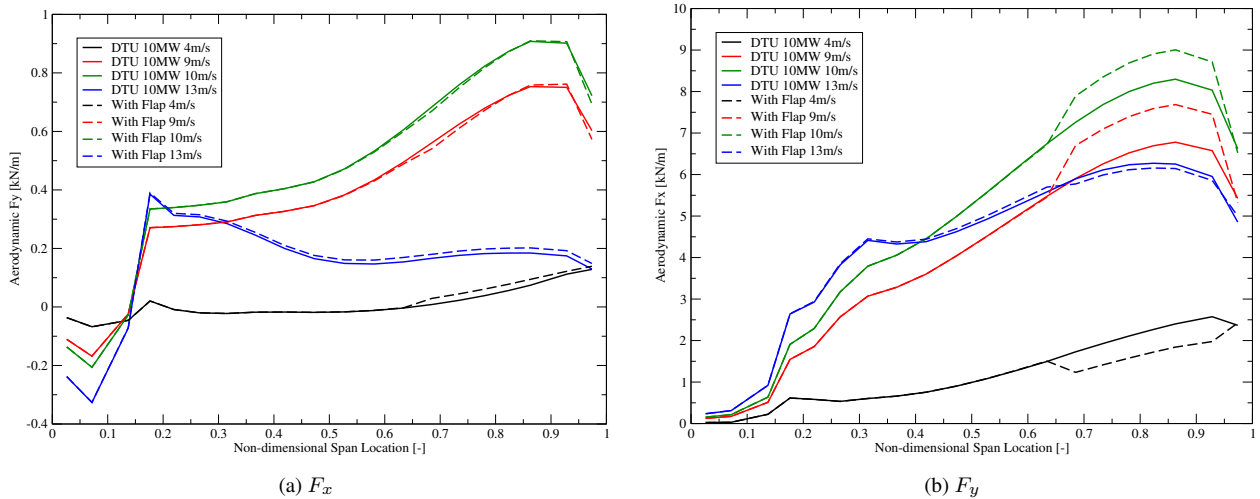 1
0.8
0.6
0.4
0.2
0
-0.2
-0.4
Aerodynamic Fy [kN/m]
DTU 10MW 4m/s
DTU 10MW 9m/s
DTU 10MW 10m/s
DTU 10MW 13m/s
With Flap 4m/s
With Flap 9m/s
With Flap 10m/s
With Flap 13m/s
0 0.1 0.2 0.3 0.4 0.5 0.6 0.7 0.8 0.9 1
Non-dimensional Span Location [-]
(a) Fx
10
9
8
7
6
5
4
3
2
1
0
Aerodynamic Fx [kN/m]
DTU 10MW 4m/s
DTU 10MW 9m/s
DTU 10MW 10m/s
DTU 10MW 13m/s
With Flap 4m/s
With Flap 9m/s
With Flap 10m/s
With Flap 13m/s
0 0.1 0.2 0.3 0.4 0.5 0.6 0.7 0.8 0.9 1
Non-dimensional Span Location [-]
(b) Fy